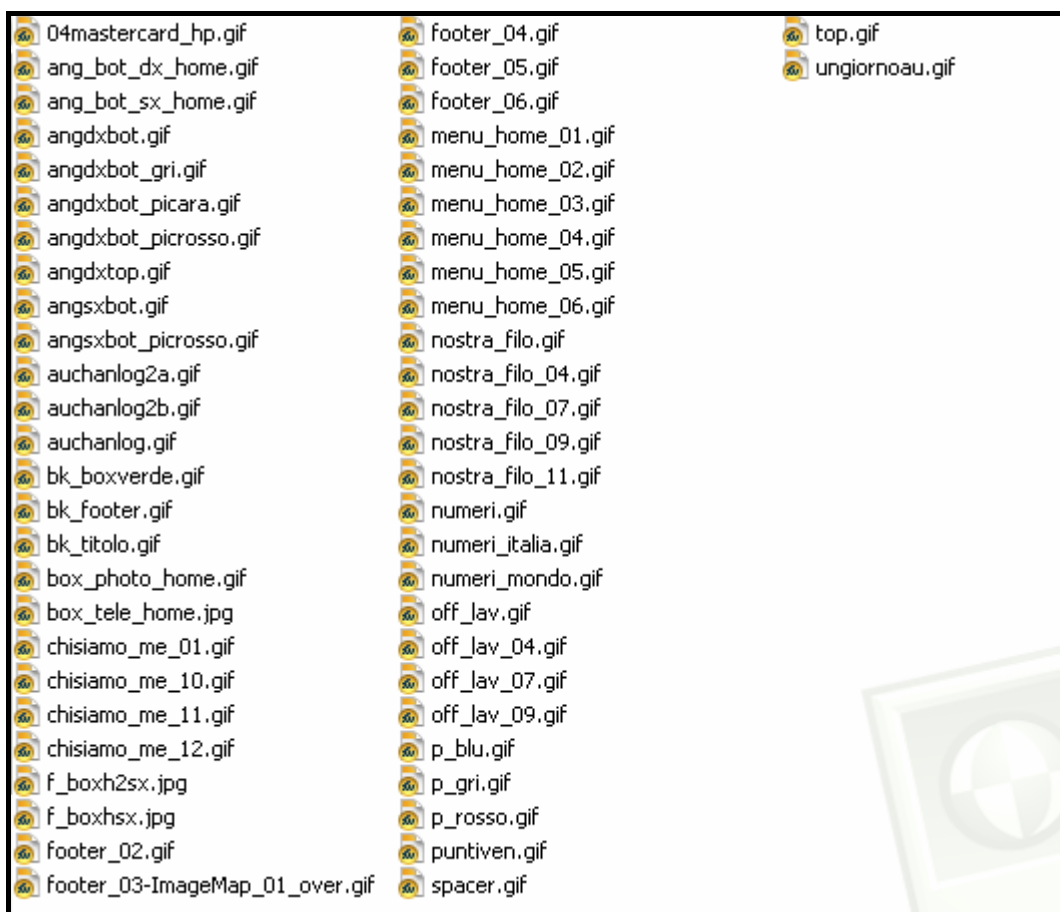 04mastercard_hp.gif
ang_bot_dx_home.gif
ang_bot_sx_home.gif
angdxbot.gif
angdxbot_gri.gif
angdxbot_picara.gif
angdxbot_picrosso.gif
angdxtop.gif
angsxbot.gif
angsxbot_picrosso.gif
auchanlog2a.gif
auchanlog2b.gif
auchanlog.gif
bk_boxverde.gif
bk_footer.gif
bk_titolo.gif
box_photo_home.gif
box_tele_home.jpg
chisiamo_me_01.gif
chisiamo_me_10.gif
chisiamo_me_11.gif
chisiamo_me_12.gif
f_boxh2sx.jpg
f_boxhsx.jpg
footer_02.gif
footer_03-ImageMap_01_over.gif
footer_04.gif
footer_05.gif
footer_06.gif
menu_home_01.gif
menu_home_02.gif
menu_home_03.gif
menu_home_04.gif
menu_home_05.gif
menu_home_06.gif
nostra_filo.gif
nostra_filo_04.gif
nostra_filo_07.gif
nostra_filo_09.gif
nostra_filo_11.gif
numeri.gif
numeri_italia.gif
numeri_mondo.gif
off_lav.gif
off_lav_04.gif
off_lav_07.gif
off_lav_09.gif
p_blu.gif
p_gri.gif
p_rosso.gif
puntiven.gif
spacer.gif
top.gif
ungiornoau.gif